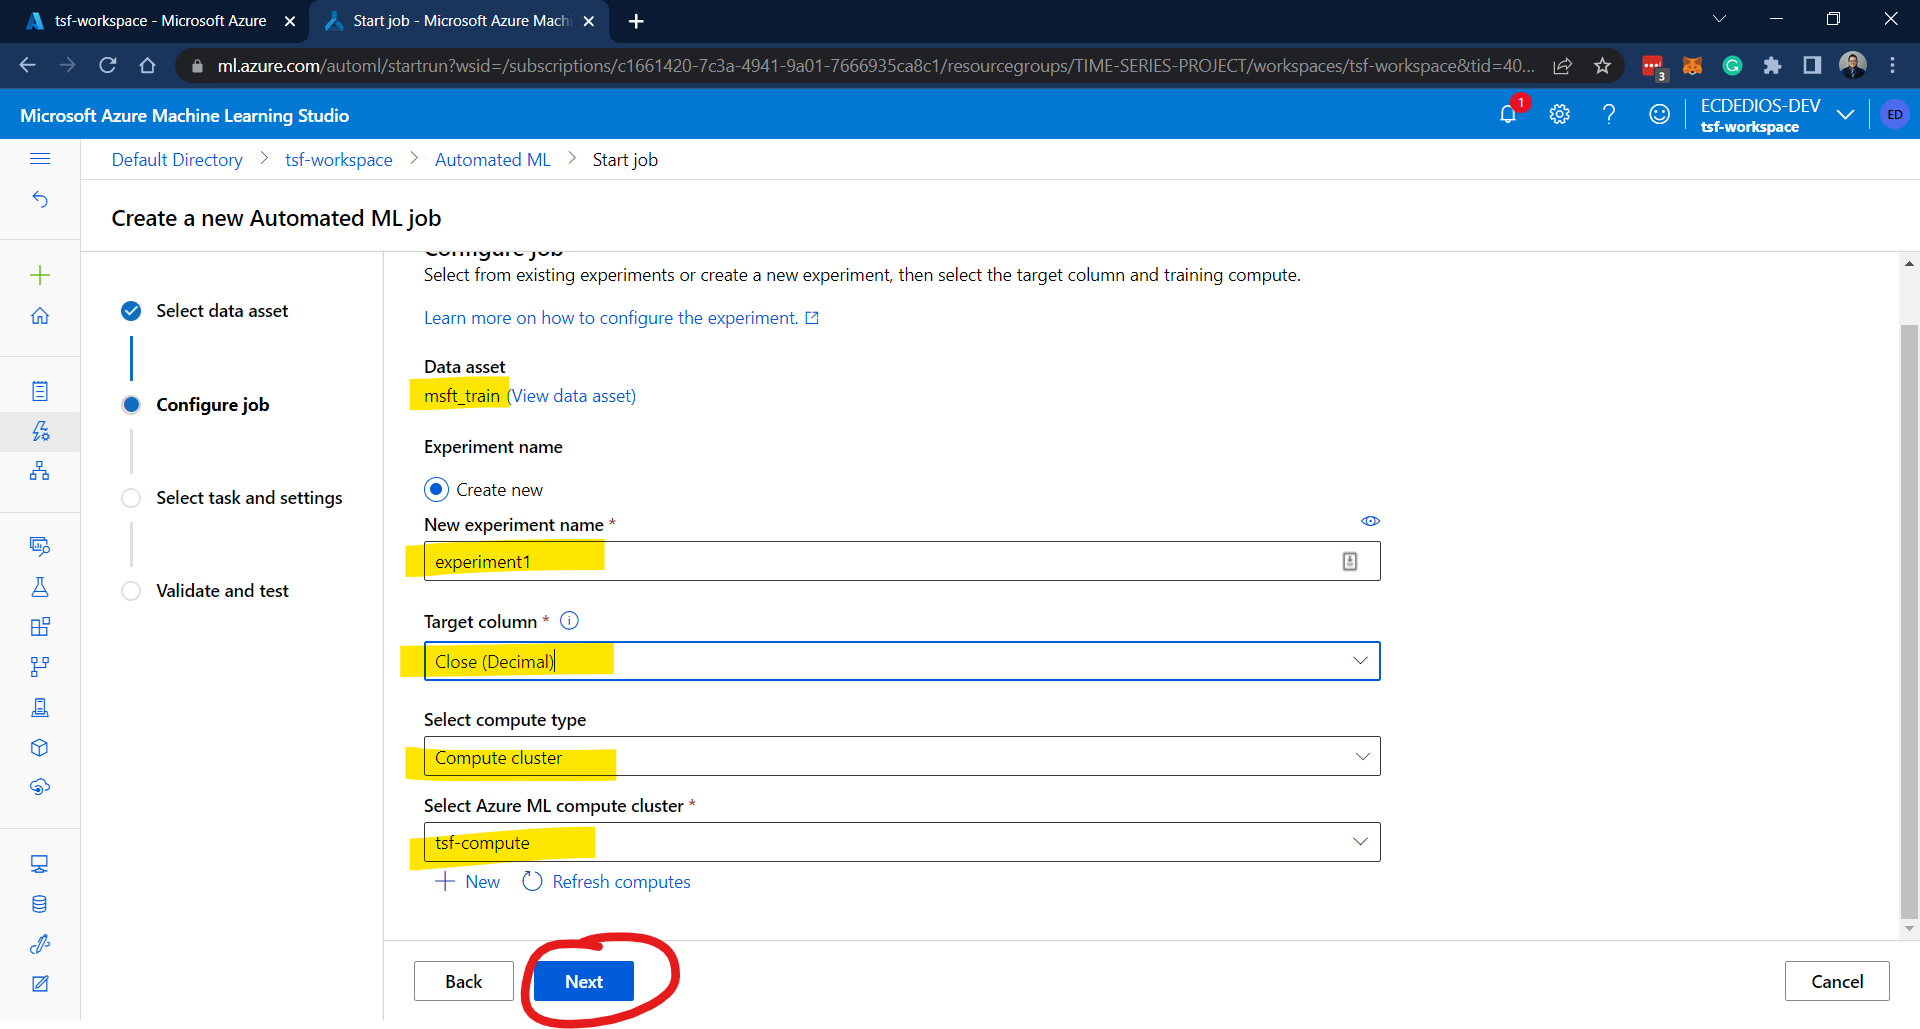 tsf-workspace - Microsoft Azure
Start job - Microsoft Azure Machi
ml.azure.com/automl/startrun?wsid=/subscriptions/c1661420-7c3a-4941-9a01-7666935ca8c1/resourcegroups/TIME-SERIES-PROJECT/workspaces/tsf-workspace&tid=40...
3
Microsoft Azure Machine Learning Studio
1
ECDEDIOS-DEV
tsf-workspace
ED
Default Directory > tsf-workspace > Automated ML > Start job
Create a new Automated ML job
Select data asset
Configure job
Select task and settings
Validate and test
Configure job
Select from existing experiments or create a new experiment, then select the target column and training compute.
Learn more on how to configure the experiment.
Data asset
msft_train (View data asset)
Experiment name
Create new
New experiment name *
experiment1
Target column *
Close (Decimal)
Select compute type
Compute cluster
Select Azure ML compute cluster *
tsf-compute
New Refresh computes
Back Next Cancel